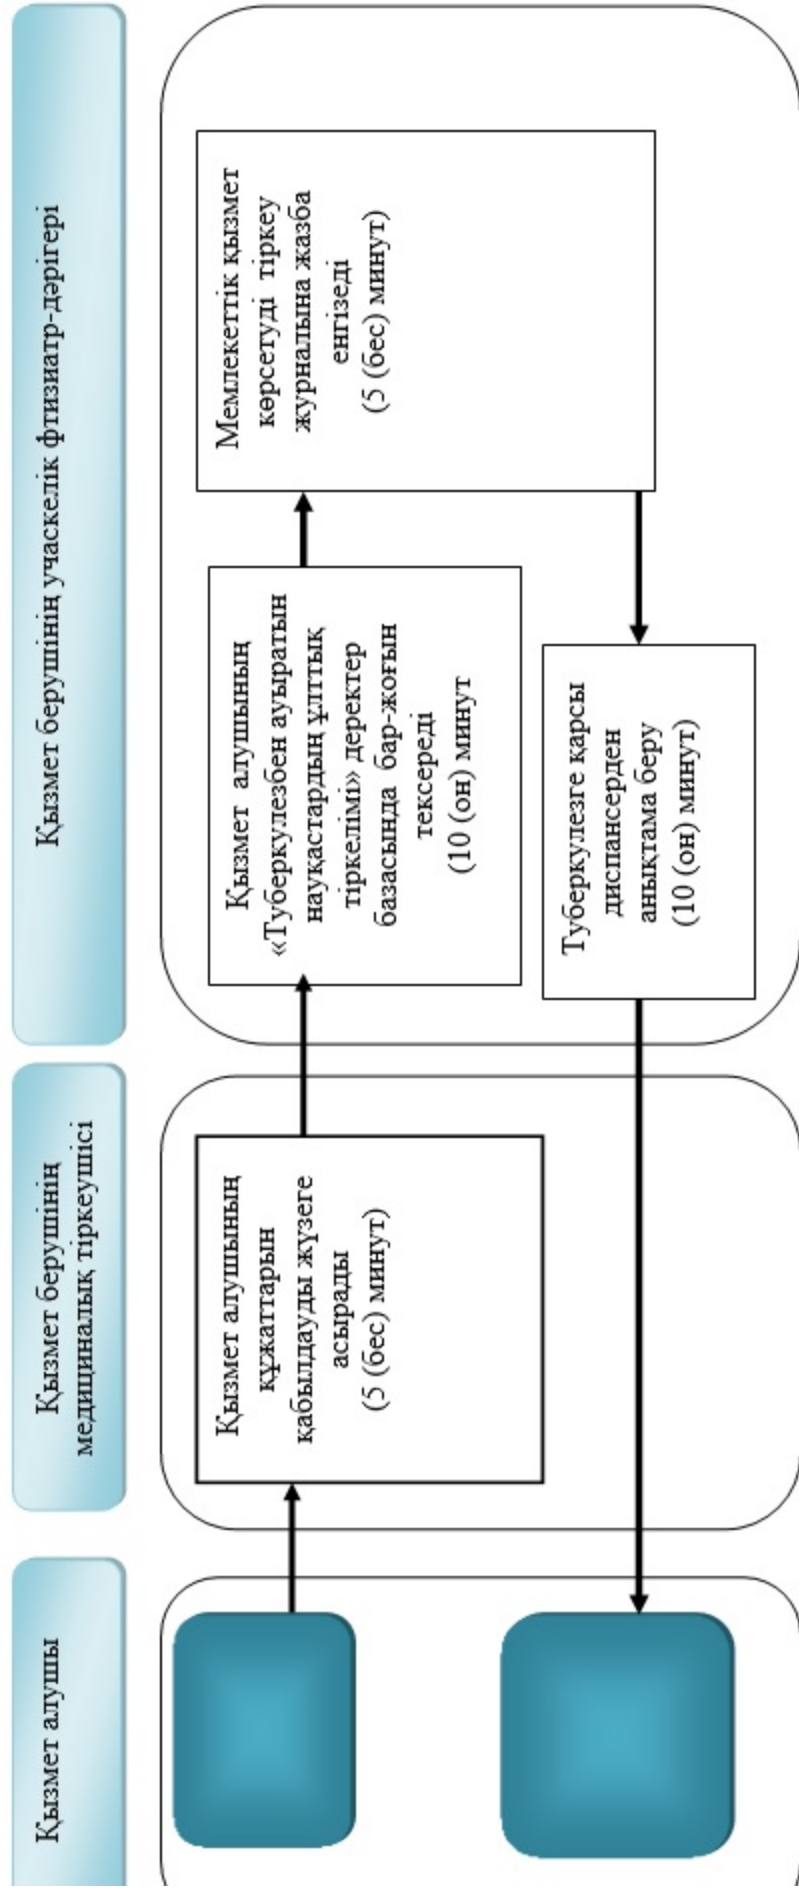 Қызмет алушы
Қызмет берушінің
медициналық тіркеушісі
Қызмет берушінің учаскелік фтизиатр-дәрігері
Қызмет алушының
құжаттарын
қабылдауды жүзеге
асырады
(5 (бес) минут)
Қызмет алушының
«Туберкулезбен ауыратын
науқастардың ұлттық
тіркелімі» деректер
базасында бар-жоғын
тексереді
(10 (он) минут
Мемлекеттік қызмет
көрсетуді тіркеу
журналына жазба
енгізеді
(5 (бес) минут)
Туберкулезге қарсы
диспансерден
анықтама беру
(10 (он) минут)